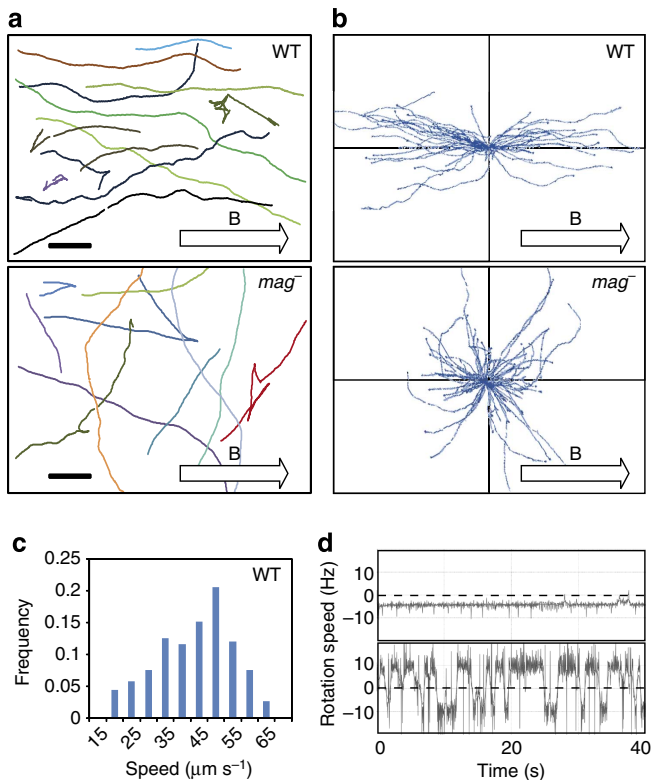 a
b
WT
WT
B
B
mag⁻
mag⁻
B
B
c
d
0.25
WT
0.2
0.15
0.1
0.05
0
Frequency
15 25 35 45 55 65
Speed (μm s⁻¹)
10
0
−10
10
0
−10
Rotation speed (Hz)
0 20 40
Time (s)